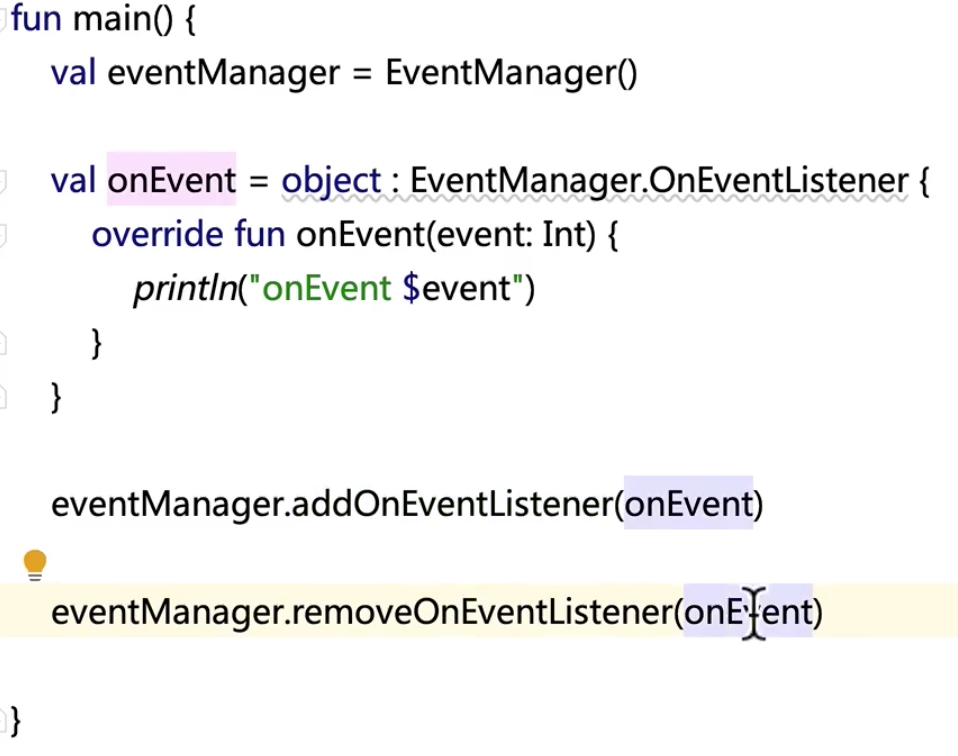 fun main() {
val eventManager = EventManager()
val onEvent = object : EventManager.OnEventListener {
override fun onEvent(event: Int) {
println("onEvent $event")
}
}
eventManager.addOnEventListener(onEvent)
eventManager.removeOnEventListener(onEvent)
}